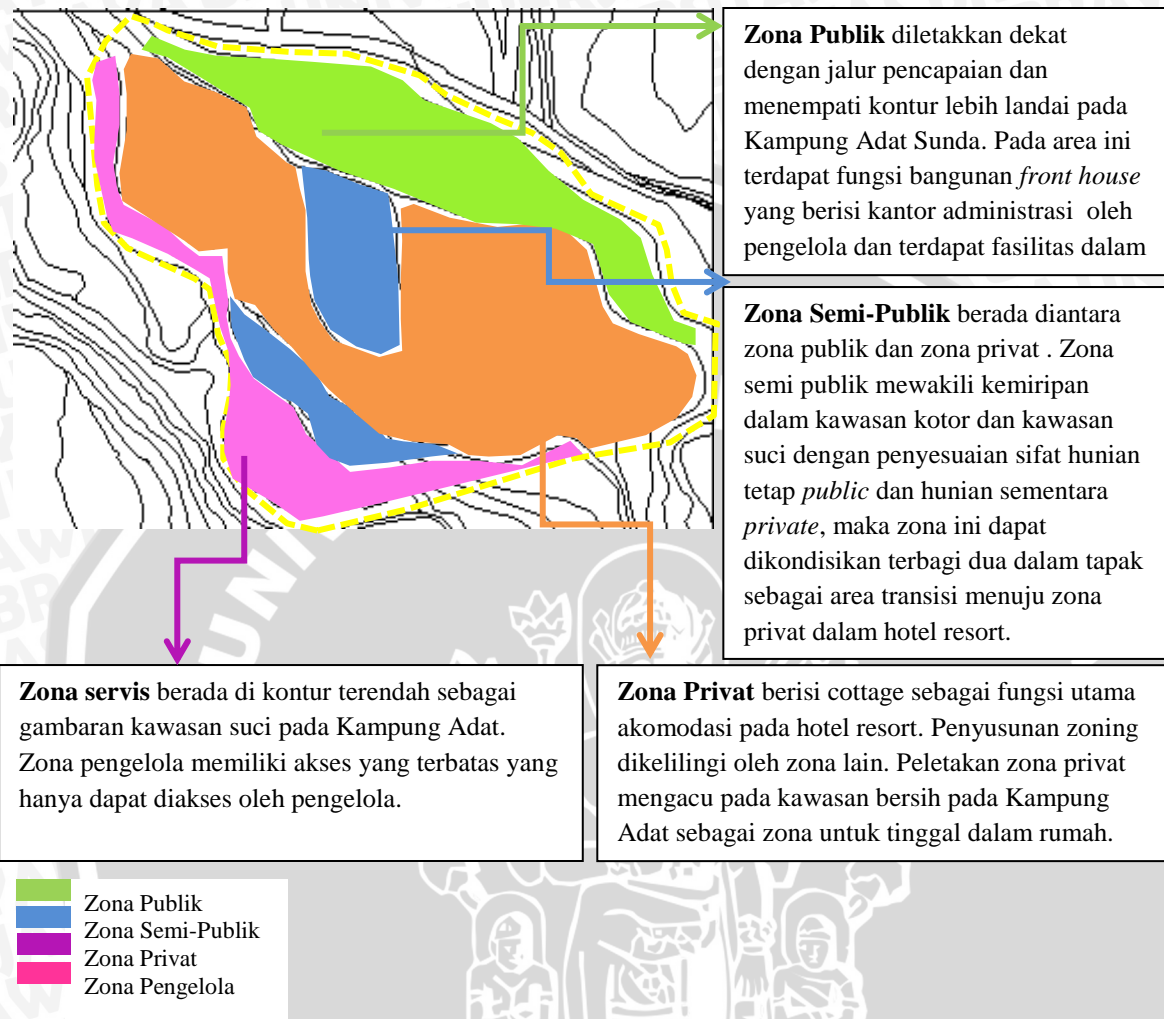 Zona Publik diletakkan dekat
dengan jalur pencapaian dan
menempati kontur lebih landai pada
Kampung Adat Sunda. Pada area ini
terdapat fungsi bangunan front house
yang berisi kantor administrasi oleh
pengelola dan terdapat fasilitas dalam
Zona Semi-Publik berada diantara
zona publik dan zona privat . Zona
semi publik mewakili kemiripan
dalam kawasan kotor dan kawasan
suci dengan penyesuaian sifat hunian
tetap public dan hunian sementara
private, maka zona ini dapat
dikondisikan terbagi dua dalam tapak
sebagai area transisi menuju zona
privat dalam hotel resort.
Zona servis berada di kontur terendah sebagai
gambaran kawasan suci pada Kampung Adat.
Zona pengelola memiliki akses yang terbatas yang
hanya dapat diakses oleh pengelola.
Zona Privat berisi cottage sebagai fungsi utama
akomodasi pada hotel resort. Penyusunan zoning
dikelilingi oleh zona lain. Peletakan zona privat
mengacu pada kawasan bersih pada Kampung
Adat sebagai zona untuk tinggal dalam rumah.
Zona Publik
Zona Semi-Publik
Zona Privat
Zona Pengelola